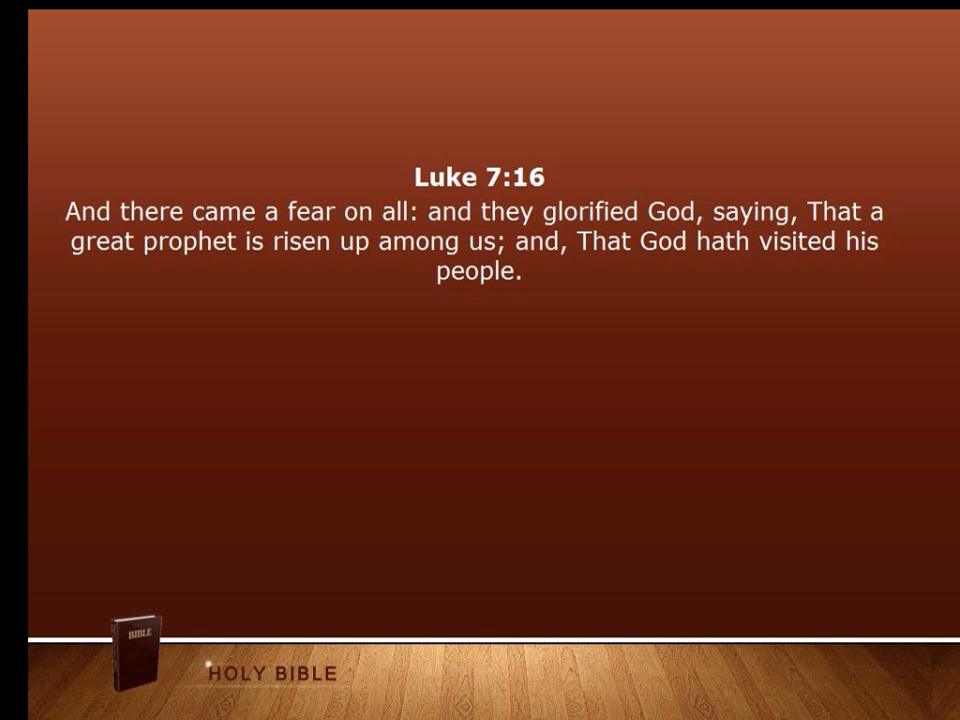 Luke 7:16
And there came a fear on all: and they glorified God, saying, That a
great prophet is risen up among us; and, That God hath visited his
people.
BIBLE
HOLY BIBLE